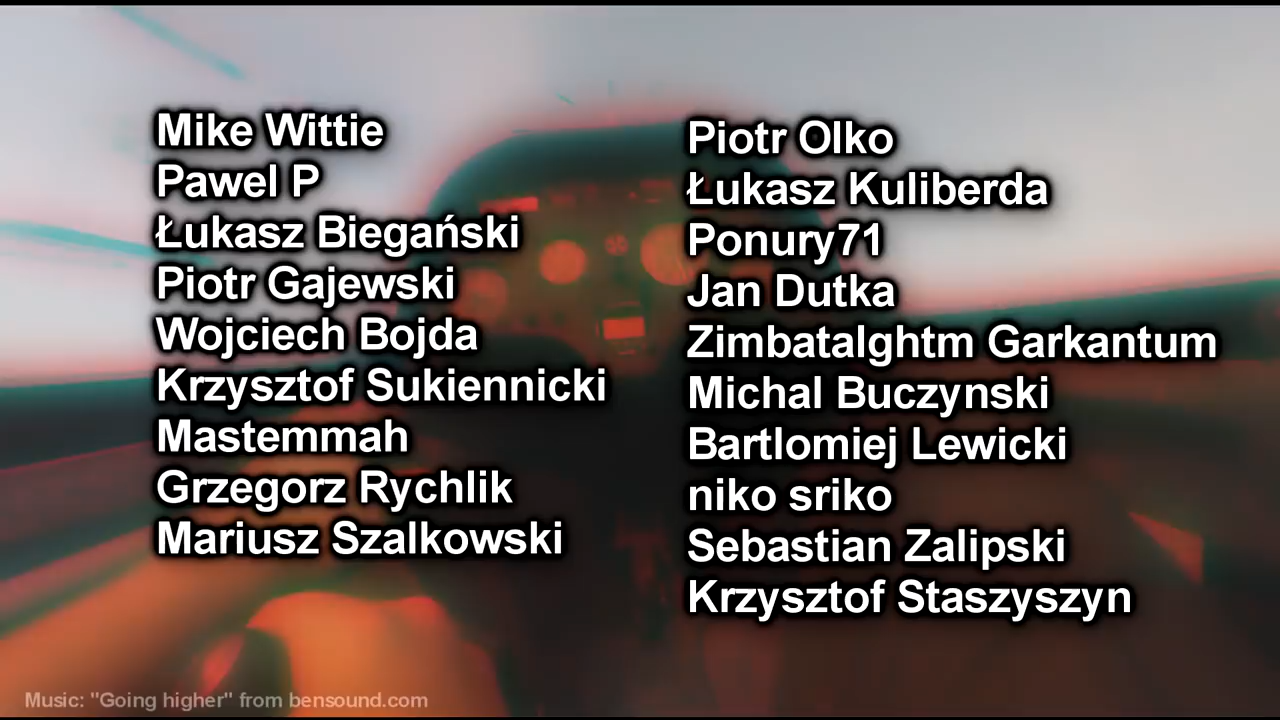 Mike Wittie
Pawel P
Łukasz Biegański
Piotr Gajewski
Wojciech Bojda
Krzysztof Sukiennicki
Mastemmah
Grzegorz Rychlik
Mariusz Szalkowski
Piotr Olko
Łukasz Kuliberda
Ponury71
Jan Dutka
Zimbatalghtm Garkantum
Michal Buczynski
Bartlomiej Lewicki
niko sriko
Sebastian Zalipski
Krzysztof Staszyszyn
Music: "Going higher" from bensound.com